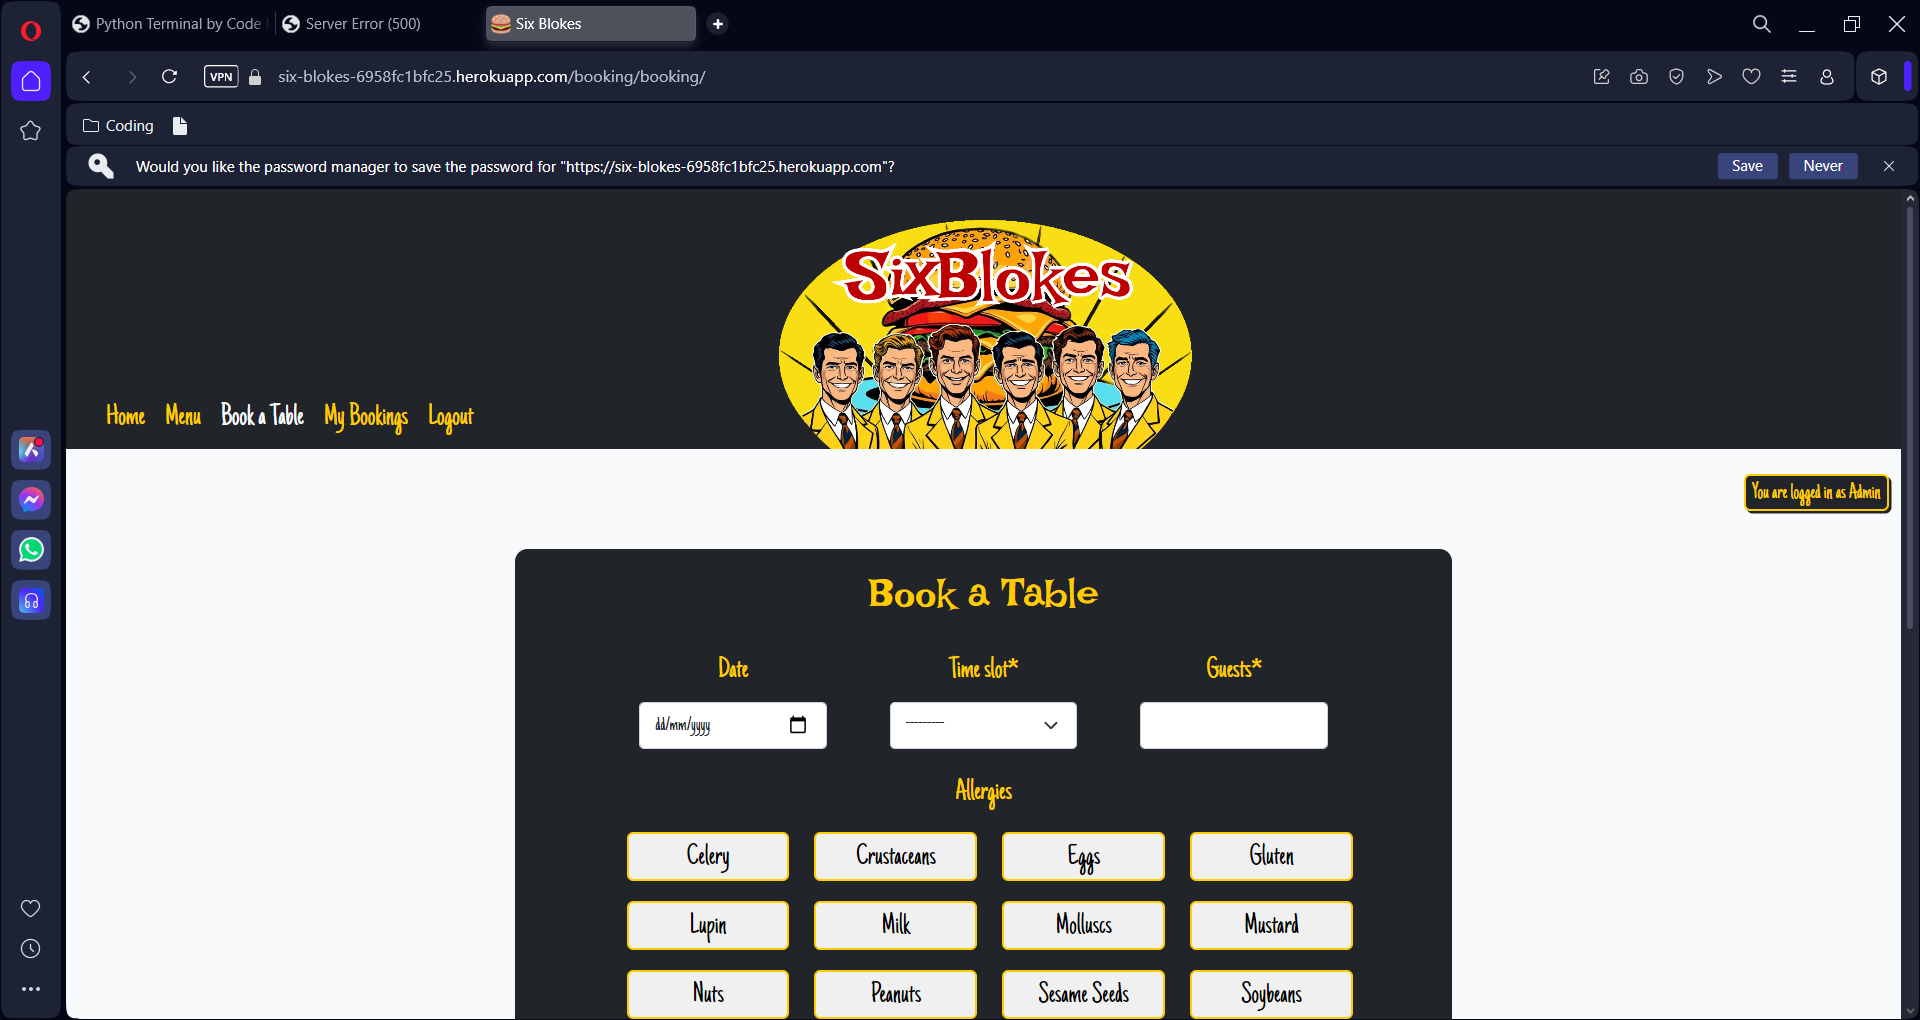 Python Terminal by Code
Server Error (500)
Six Blokes
VPN
six-blokes-6958fc1bfc25.herokuapp.com/booking/booking/
Coding
Would you like the password manager to save the password for "https://six-blokes-6958fc1bfc25.herokuapp.com"?
Save
Never
SixBlokes
Home
Menu
Book a Table
My Bookings
Logout
You are logged in as Admin
Book a Table
Date
Time slot*
Guests*
dd/mm/yyyy
---------
Allergies
Celery
Crustaceans
Eggs
Gluten
Lupin
Milk
Molluscs
Mustard
Nuts
Peanuts
Sesame Seeds
Soybeans